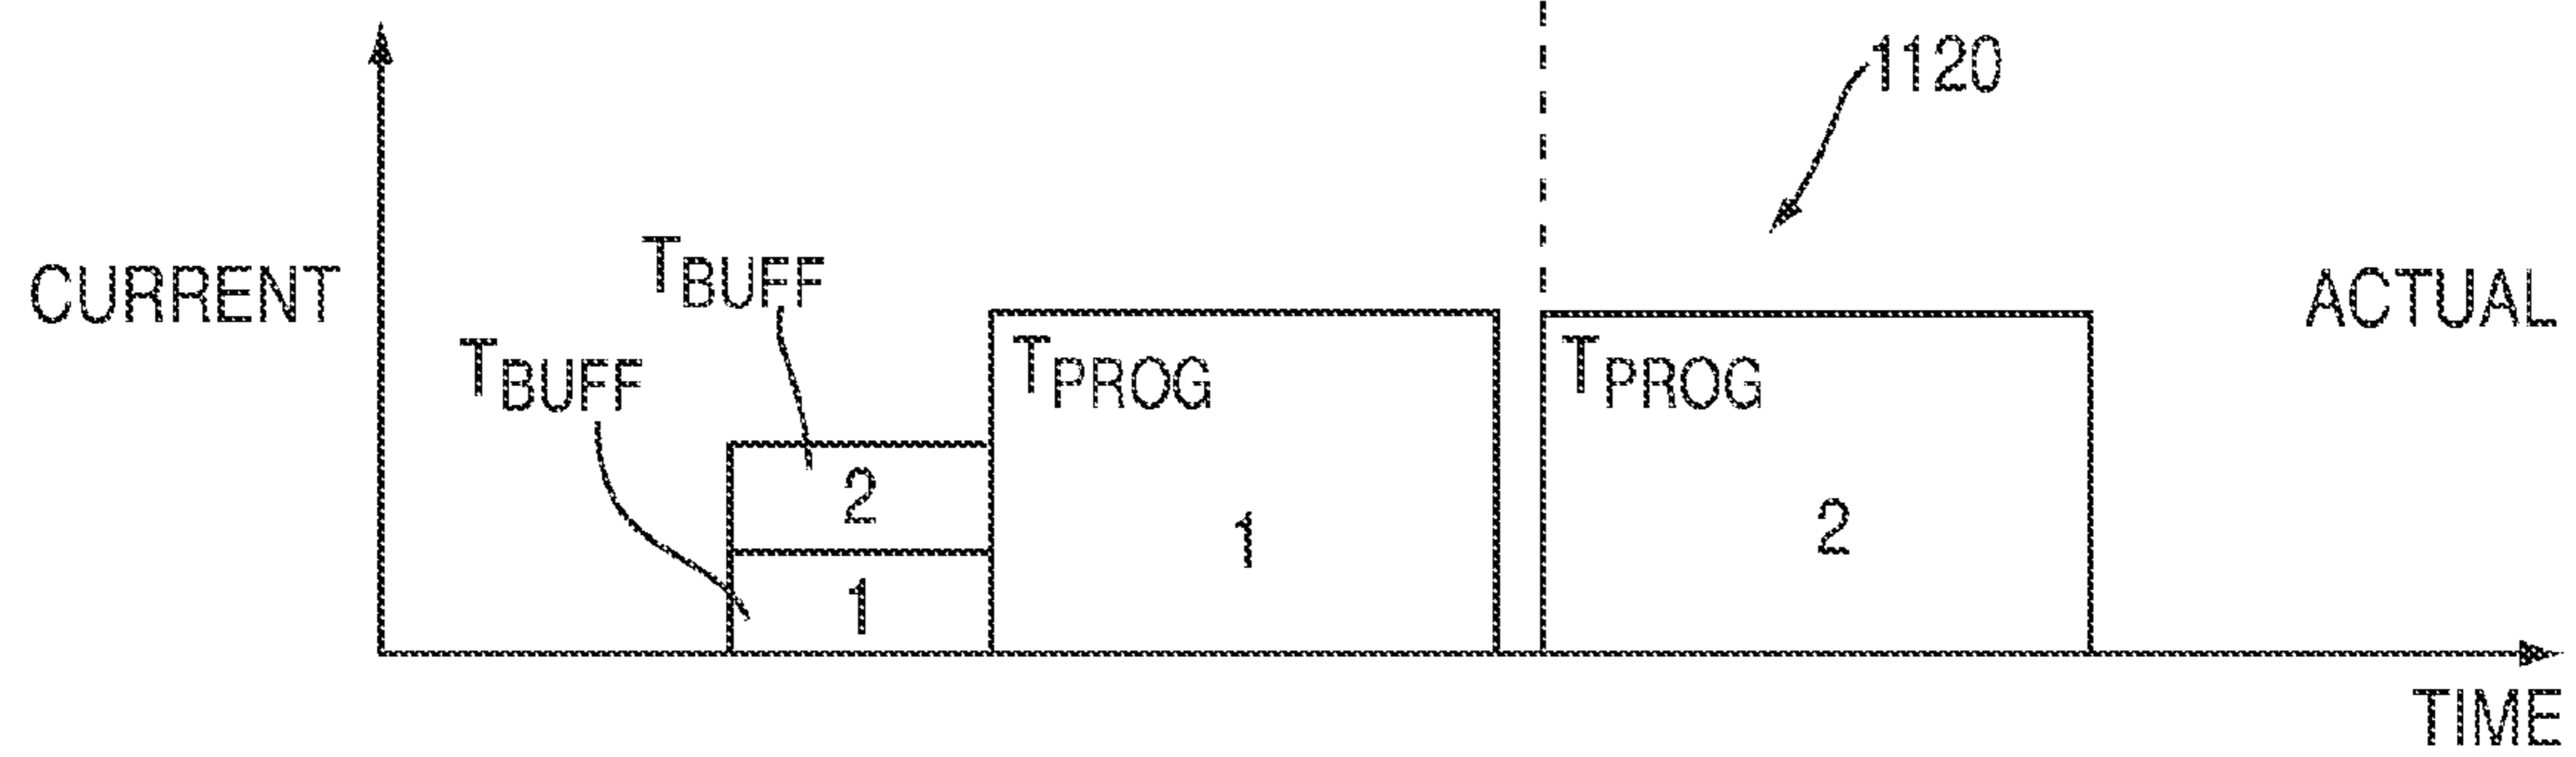 1120
CURRENT
TBUFF
TBUFF
ACTUAL
TPROG
TPROG
2
1
1
2
TIME